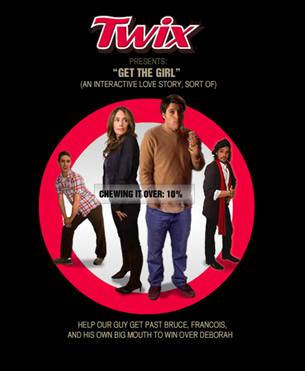 TWIX
PRESENTS:
“GET THE GIRL”
(AN INTERACTIVE LOVE STORY, SORT OF)
CHEWING IT OVER: 10%
HELP OUR GUY GET PAST BRUCE, FRANCOIS,
AND HIS OWN BIG MOUTH TO WIN OVER DEBORAH